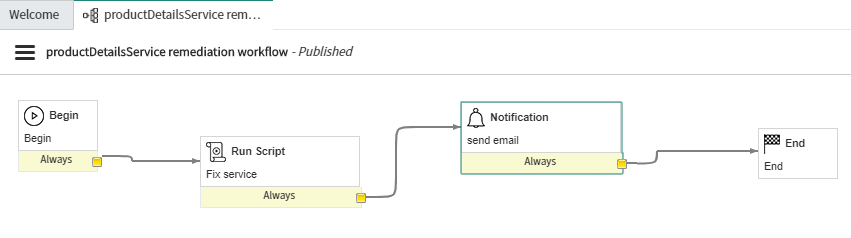 Welcome
productDetailsService rem...
productDetailsService remediation workflow - Published
Begin
Begin
Always
Run Script
Fix service
Always
Notification
send email
Always
End
End